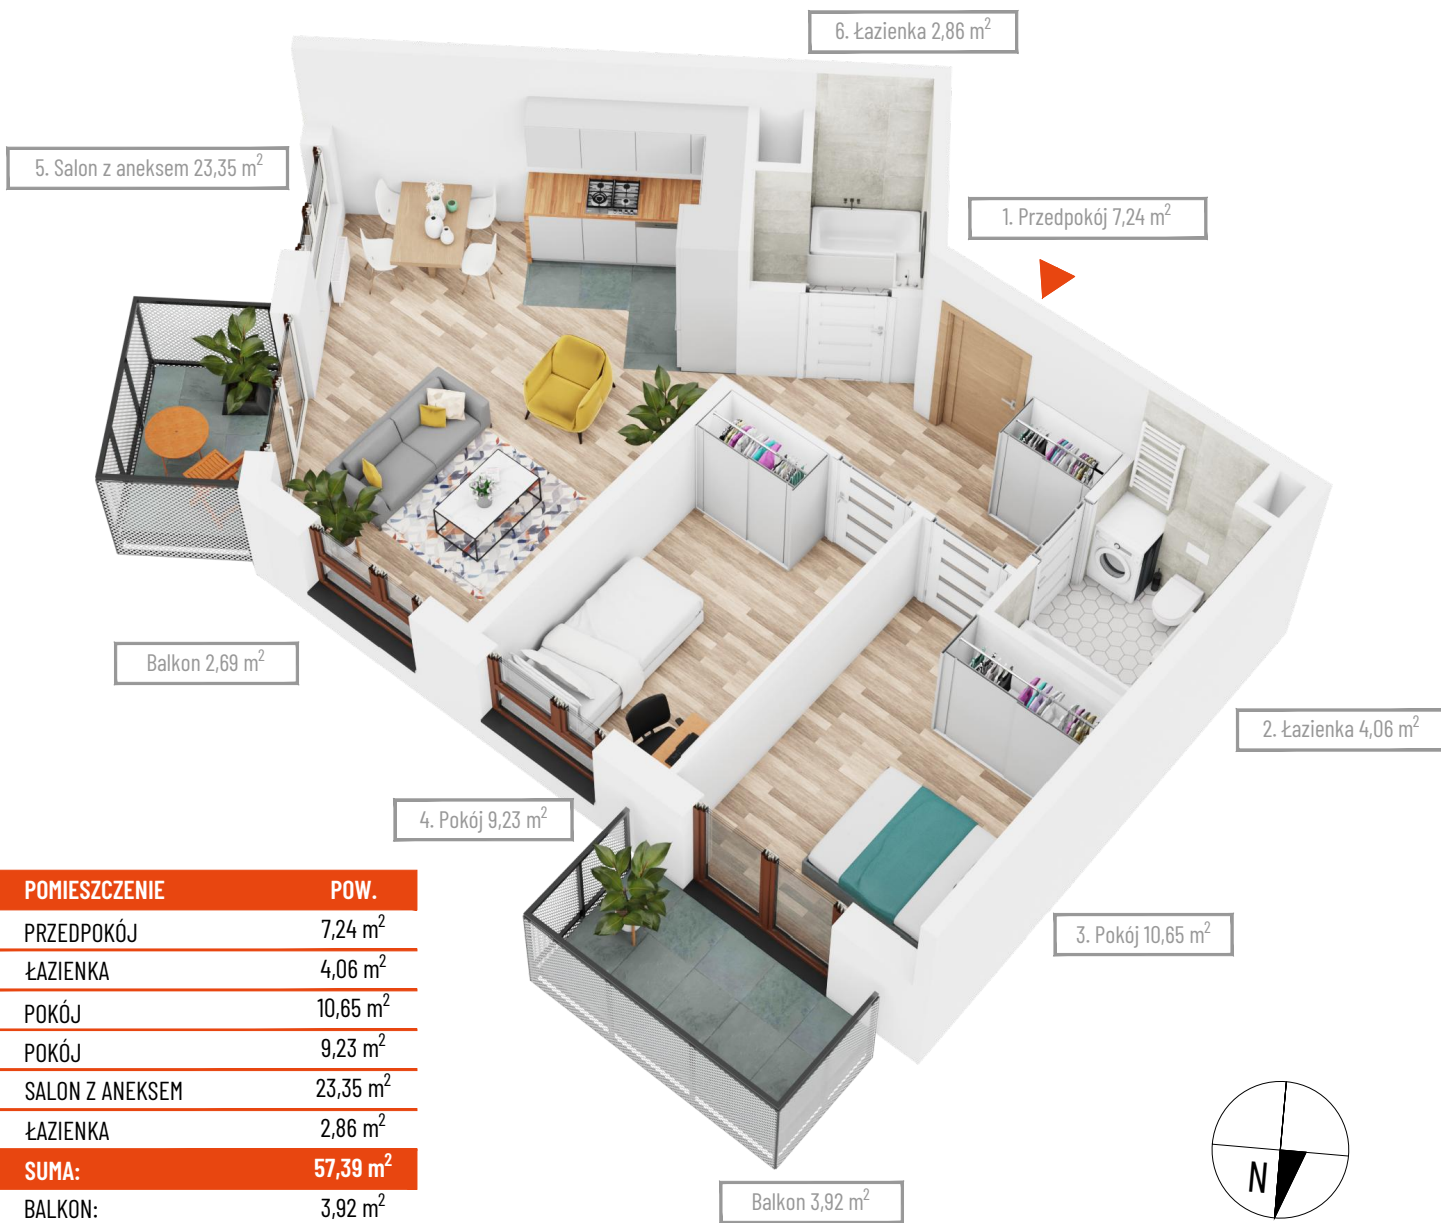 6. Łazienka 2,86 m²
5. Salon z aneksem 23,35 m²
1. Przedpokój 7,24 m²
Balkon 2,69 m²
2. Łazienka 4,06 m²
4. Pokój 9,23 m²
3. Pokój 10,65 m²
POMIESZCZENIE POW.
PRZEDPOKÓJ 7,24 m²
ŁAZIENKA 4,06 m²
POKÓJ 10,65 m²
POKÓJ 9,23 m²
SALON Z ANEKSEM 23,35 m²
ŁAZIENKA 2,86 m²
SUMA: 57,39 m²
BALKON: 3,92 m²
Balkon 3,92 m²
N